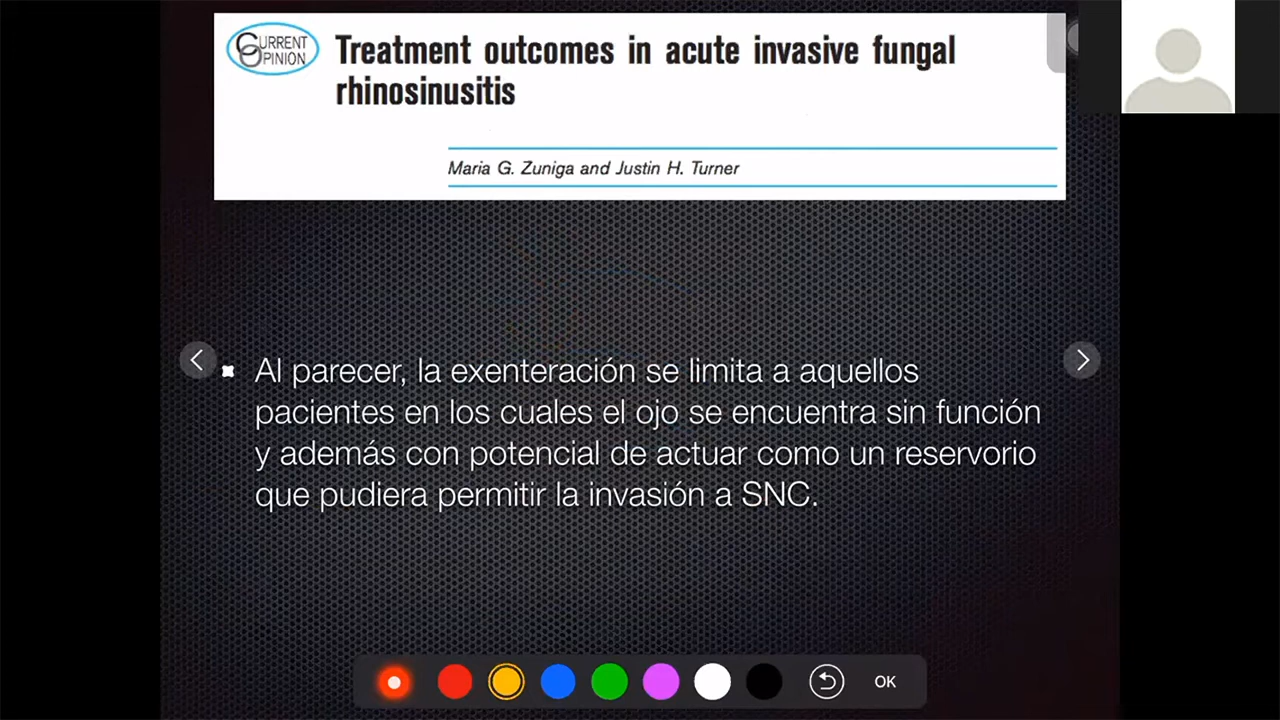 CURRENT
OPINION
Treatment outcomes in acute invasive fungal
rhinosinusitis
Maria G. Zuniga and Justin H. Turner
Al parecer, la exenteración se limita a aquellos
pacientes en los cuales el ojo se encuentra sin función
y además con potencial de actuar como un reservorio
que pudiera permitir la invasión a SNC.
OK